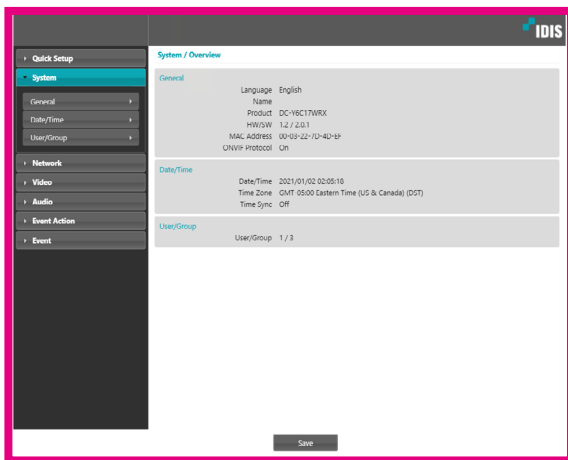 IDIS
Quick Setup
System
General
Date/Time
User/Group
Network
Video
Audio
Event Action
Event
System / Overview
General
Language English
Name
Product DC-Y6C17WRX
HW/SW 1.2 / 2.0.1
MAC Address 00-03-22-7D-4D-EF
ONVIF Protocol On
Date/Time
Date/Time 2021/01/02 02:05:18
Time Zone GMT-05:00 Eastern Time (US & Canada) (DST)
Time Sync Off
User/Group
User/Group 1 / 3
Save